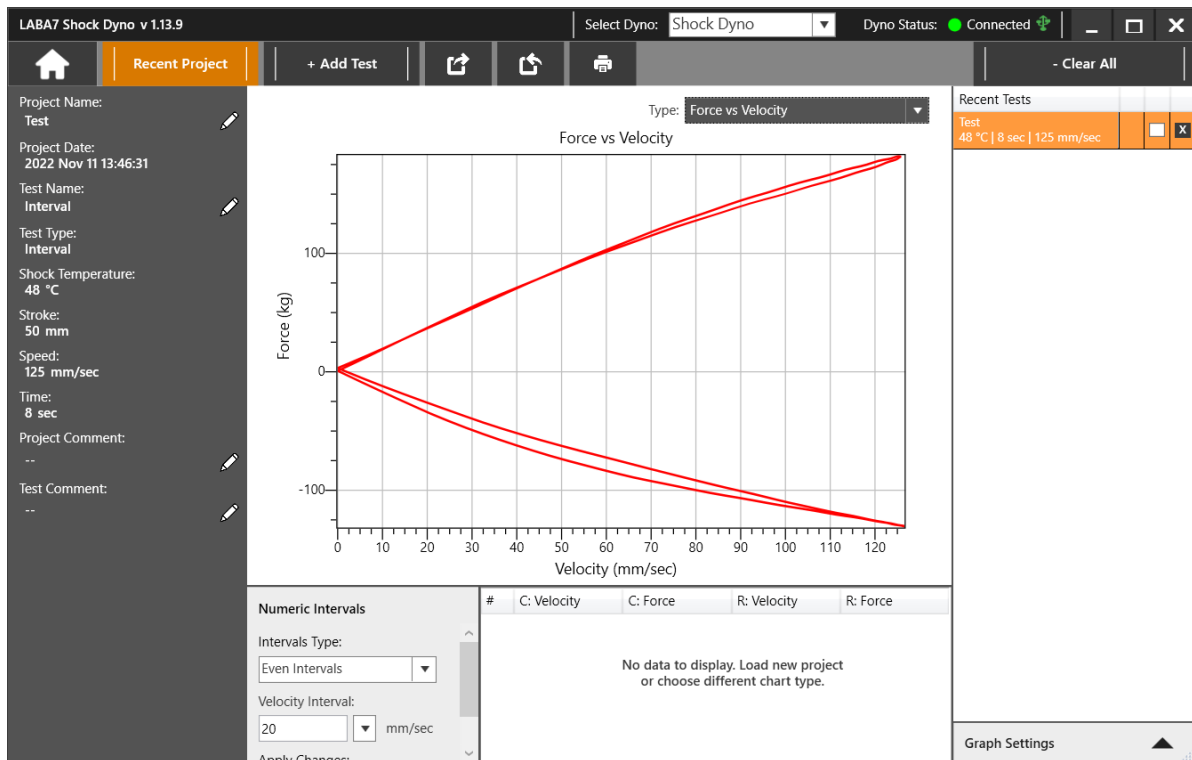 LABA7 Shock Dyno v 1.13.9
Select Dyno: Shock Dyno
Dyno Status: Connected
Recent Project
+ Add Test
- Clear All
Project Name:
Test
Project Date:
2022 Nov 11 13:46:31
Test Name:
Interval
Test Type:
Interval
Shock Temperature:
48 °C
Stroke:
50 mm
Speed:
125 mm/sec
Time:
8 sec
Project Comment:
--
Test Comment:
--
Type: Force vs Velocity
Force vs Velocity
Force (kg)
100
0
-100
0 10 20 30 40 50 60 70 80 90 100 110 120
Velocity (mm/sec)
Numeric Intervals
Intervals Type:
Even Intervals
Velocity Interval:
20 mm/sec
Apply Changes:
# C: Velocity C: Force R: Velocity R: Force
No data to display. Load new project
or choose different chart type.
Recent Tests
Test
48 °C | 8 sec | 125 mm/sec
X
Graph Settings